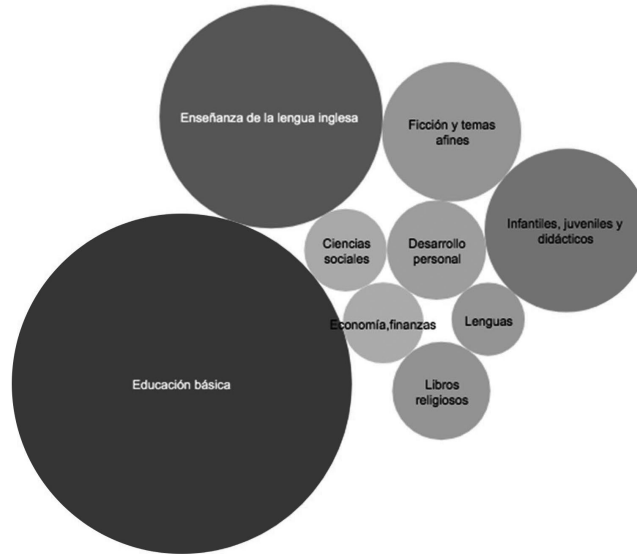 Enseñanza de la lengua inglesa
Ficción y temas
afines
Infantiles, juveniles y
didácticos
Ciencias
sociales
Desarrollo
personal
Economía,finanzas
Lenguas
Educación básica
Libros
religiosos